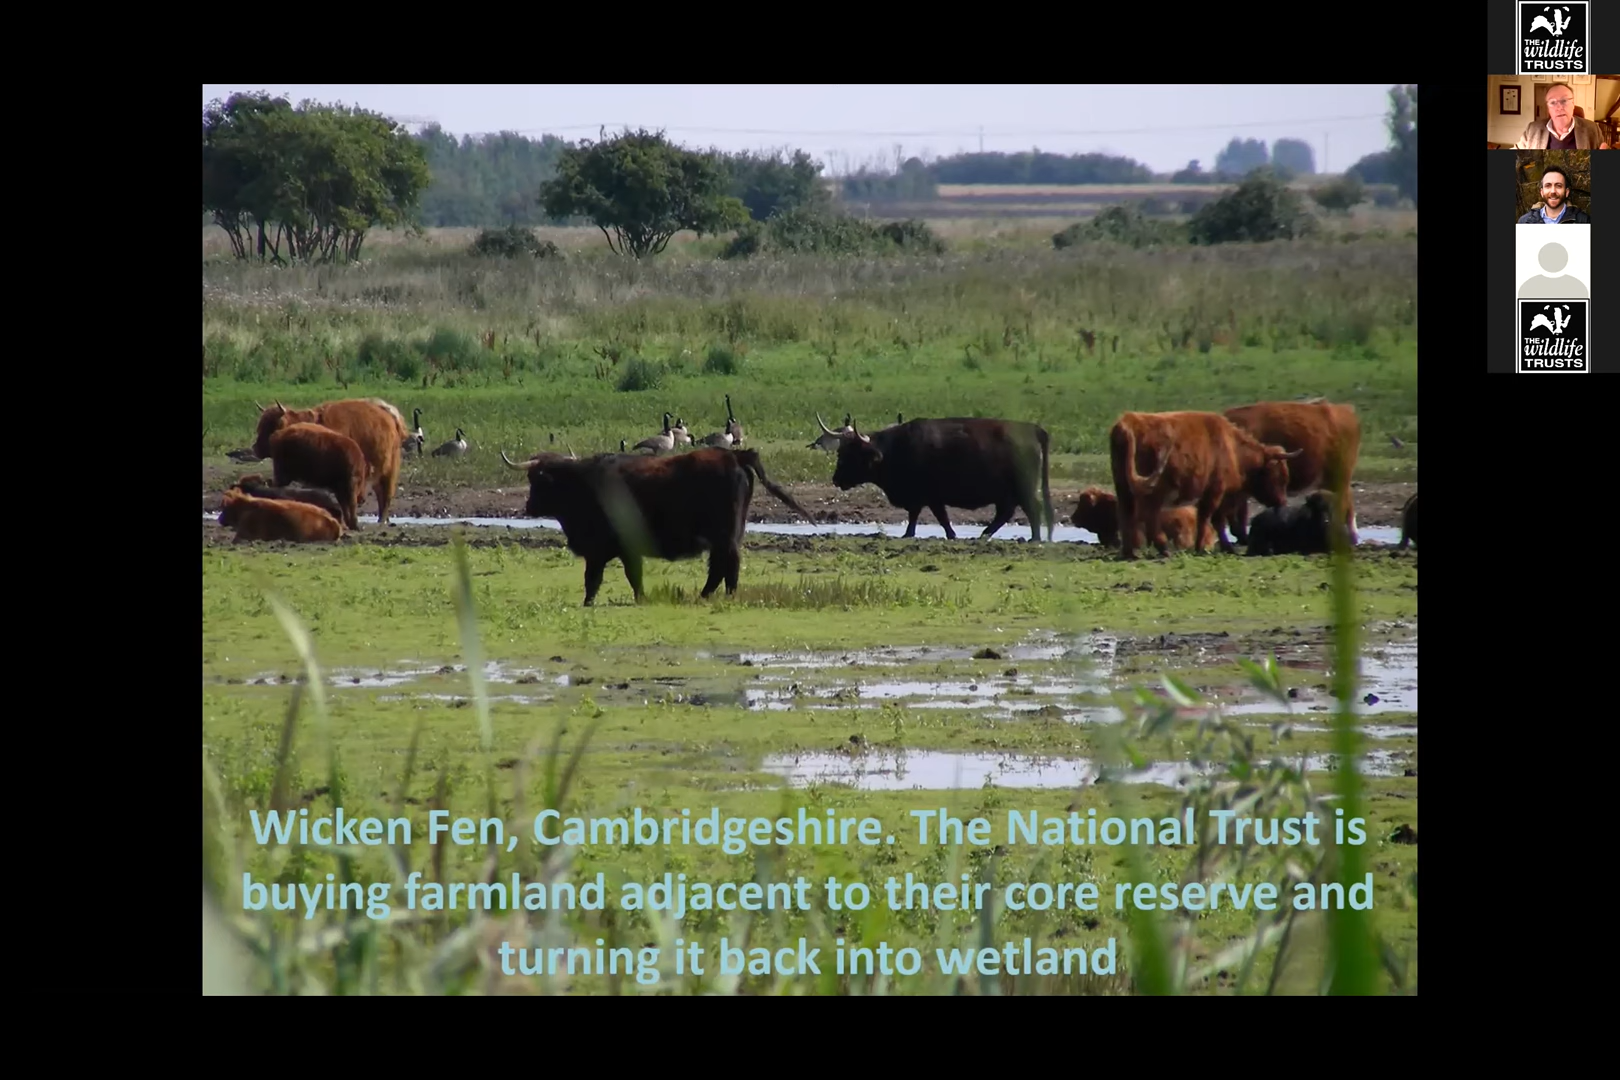 THE
wildlife
TRUSTS
Wicken Fen, Cambridgeshire. The National Trust is
buying farmland adjacent to their core reserve and
turning it back into wetland
THE
wildlife
TRUSTS